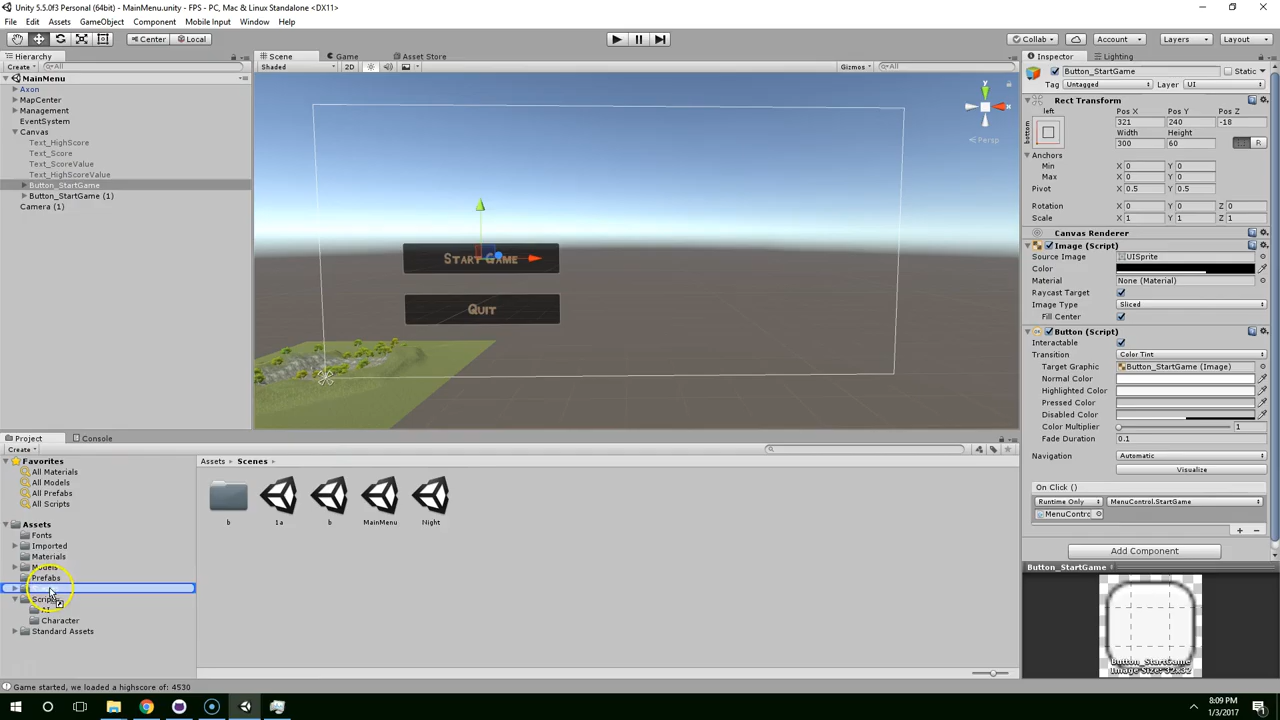 Unity 5.5.0f3 Personal (64bit) - MainMenu.unity - FPS - PC, Mac & Linux Standalone <DX11>
File Edit Assets GameObject Component Mobile Input Window Help
Center Local Collab Account Layers Layout
Hierarchy
Create All
MainMenu
Axon
MapCenter
Management
EventSystem
Canvas
Text_HighScore
Text_Score
Text_ScoreValue
Text_HighScoreValue
Button_StartGame
Button_StartGame (1)
Camera (1)
Scene Game Asset Store
Shaded 2D Gizmos All
y
x
Persp
Start Game
Quit
Inspector Lighting
Button_StartGame Static
Tag Untagged Layer UI
Rect Transform
left Pos X Pos Y Pos Z
bottom 321 240 -18
Width Height
300 60 R
Anchors
Min X 0 Y 0
Max X 0 Y 0
Pivot X 0.5 Y 0.5
Rotation X 0 Y 0 Z 0
Scale X 1 Y 1 Z 1
Canvas Renderer
Image (Script)
Source Image UISprite
Color
Material None (Material)
Raycast Target
Image Type Sliced
Fill Center
Button (Script)
Interactable
Transition Color Tint
Target Graphic Button_StartGame (Image)
Normal Color
Highlighted Color
Pressed Color
Disabled Color
Color Multiplier 1
Fade Duration 0.1
Navigation Automatic
Visualize
On Click ()
Runtime Only MenuControl.StartGame
MenuContro
Add Component
Button_StartGame
Button_StartGame
Image Size: 32x32
Project Console
Create
Favorites
All Materials
All Models
All Prefabs
All Scripts
Assets
Fonts
Imported
Materials
Models
Prefabs
Scripts
Character
Standard Assets
Assets Scenes
b 1a b MainMenu Night
Game started, we loaded a highscore of: 4530
8:09 PM
1/3/2017